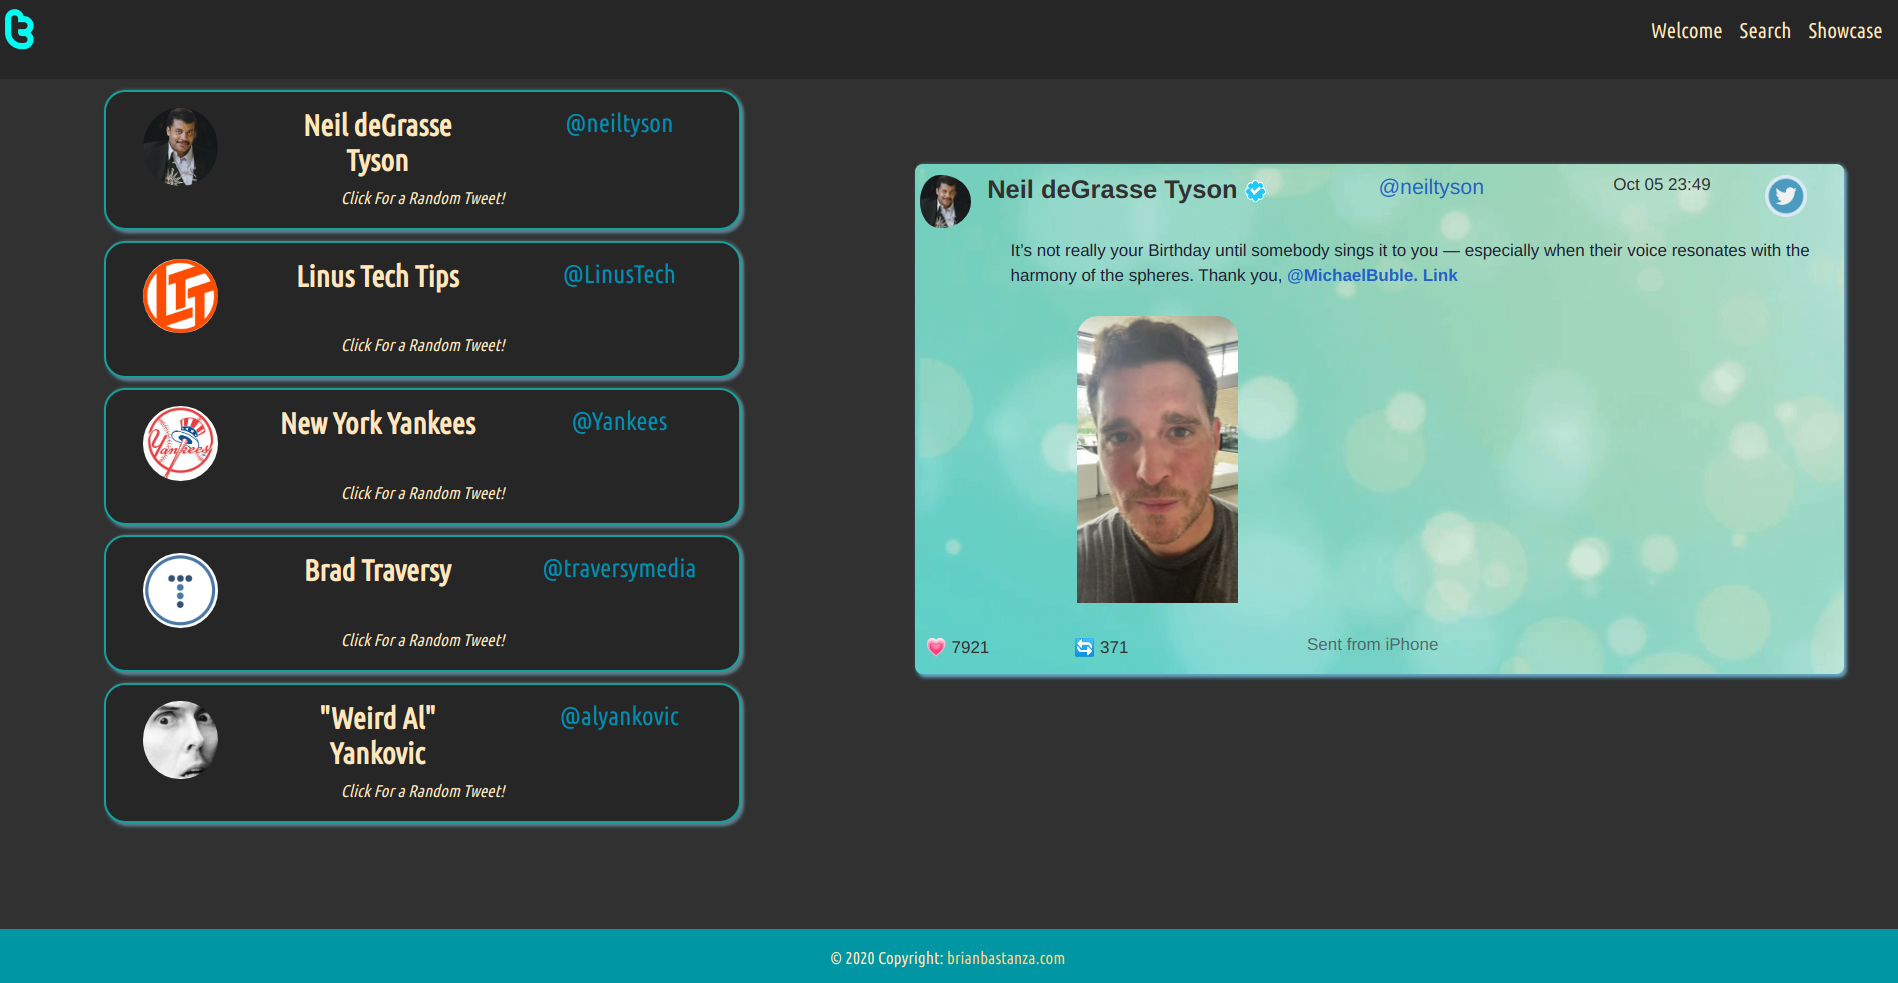 Welcome Search Showcase
Neil deGrasse
Tyson
@neiltyson
Click For a Random Tweet!
Linus Tech Tips
@LinusTech
Click For a Random Tweet!
New York Yankees
@Yankees
Click For a Random Tweet!
Brad Traversy
@traversymedia
Click For a Random Tweet!
"Weird Al"
Yankovic
@alyankovic
Click For a Random Tweet!
Neil deGrasse Tyson
@neiltyson
Oct 05 23:49
It’s not really your Birthday until somebody sings it to you — especially when their voice resonates with the
harmony of the spheres. Thank you, @MichaelBuble. Link
7921
371
Sent from iPhone
© 2020 Copyright: brianbastanza.com
LTT
Yankees
T